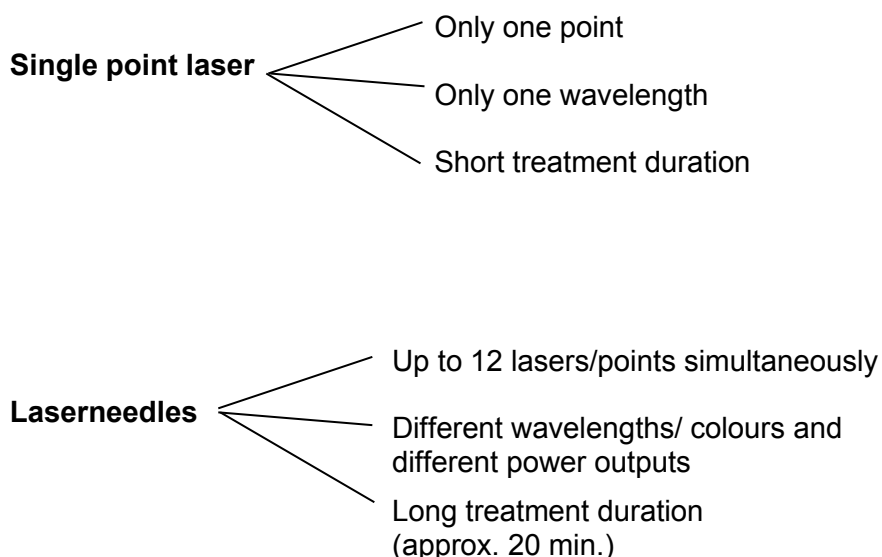 Only one point
Single point laser
Only one wavelength
Short treatment duration
Up to 12 lasers/points simultaneously
Laserneedles
Different wavelengths/ colours and
different power outputs
Long treatment duration
(approx. 20 min.)